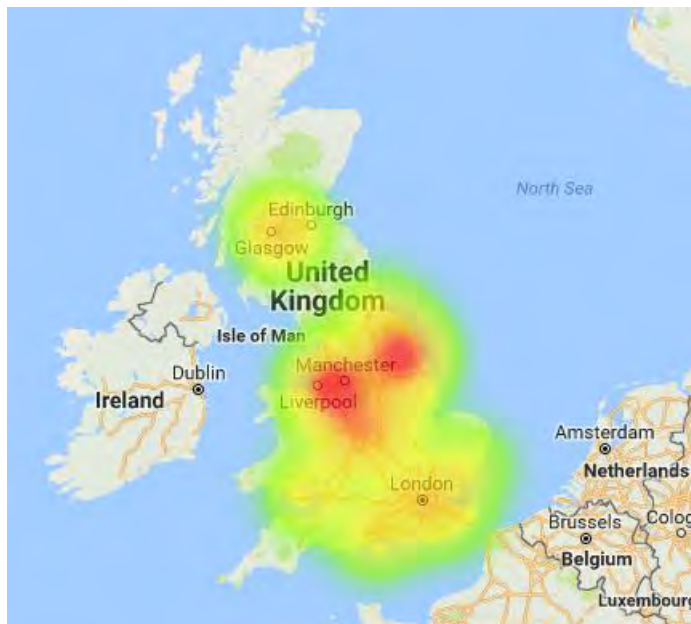 North Sea
Edinburgh
Glasgow
United
Kingdom
Isle of Man
Manchester
Dublin
Ireland
Liverpool
Amsterdam
Netherlands
London
Brussels
Colog
Belgium
Luxembourg